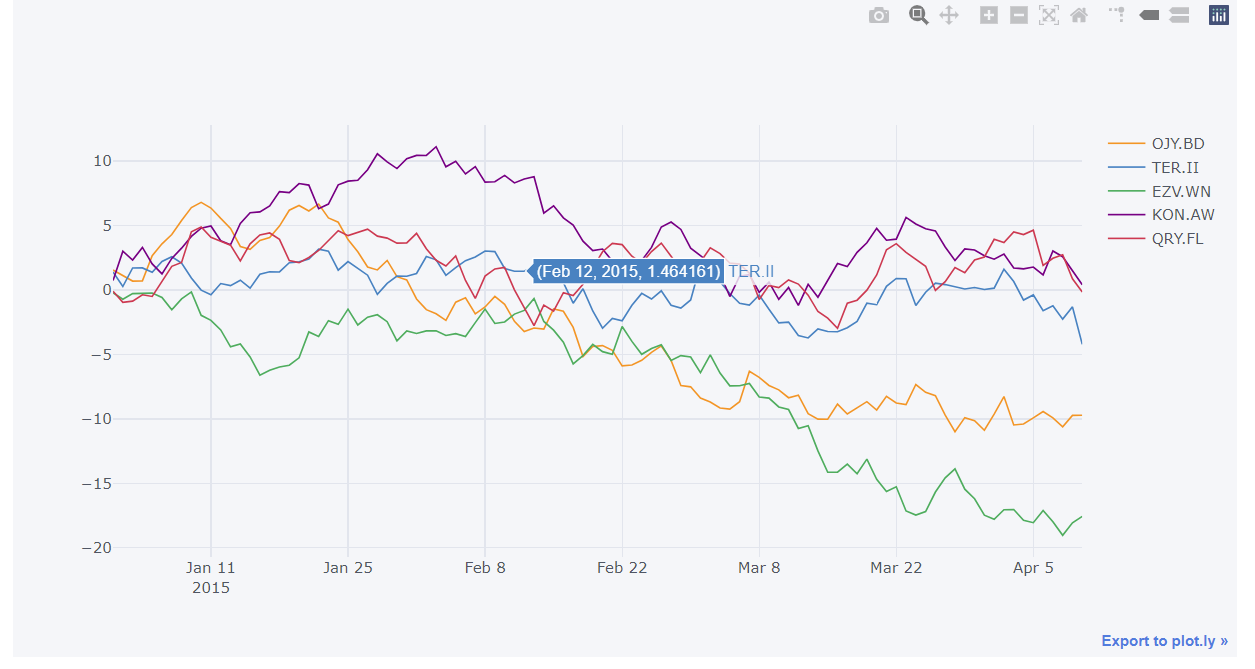 10
5
0
−5
−10
−15
−20
(Feb 12, 2015, 1.464161) TER.II
OJY.BD
TER.II
EZV.WN
KON.AW
QRY.FL
Jan 11 Jan 25 Feb 8 Feb 22 Mar 8 Mar 22 Apr 5
2015
Export to plot.ly »